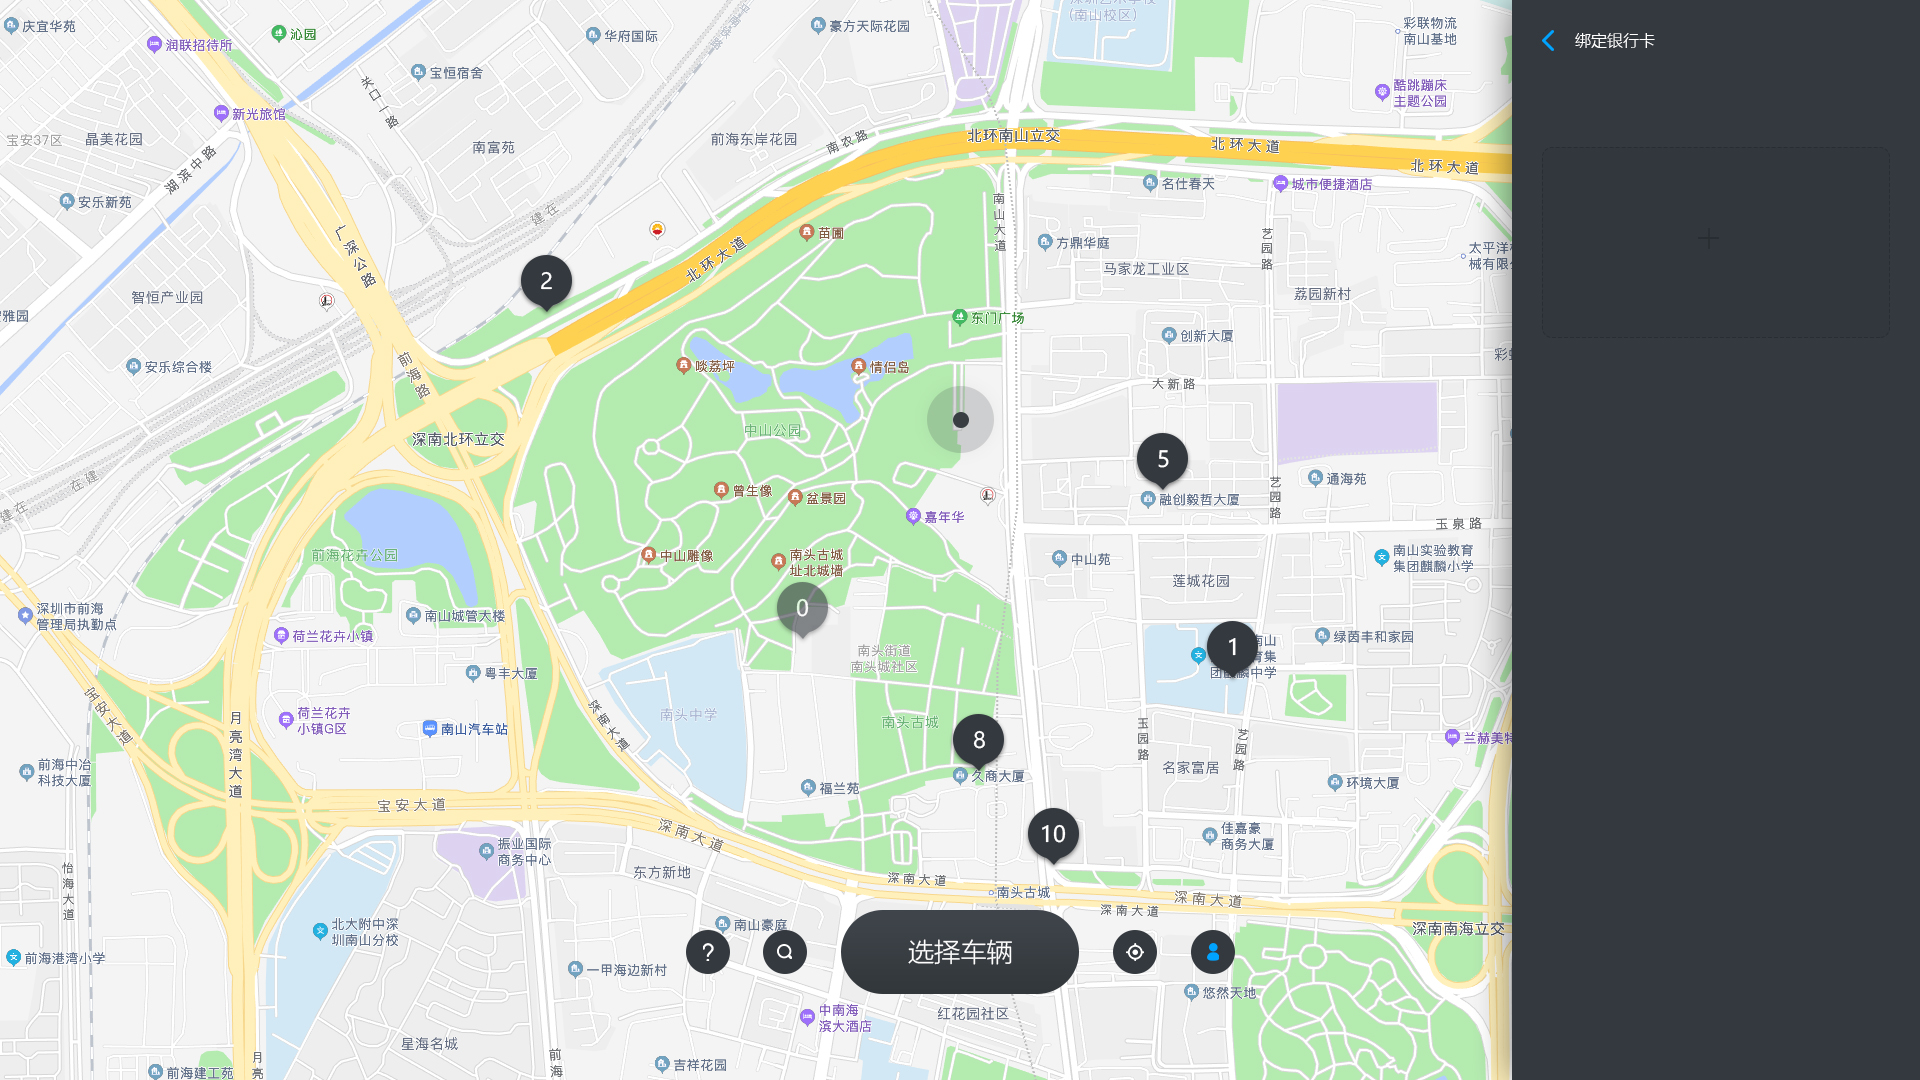 (南山校区)
彩联物流
南山基地
庆宜华苑
润联招待所
沁园
华府国际
豪方天际花园
绑定银行卡
宝恒宿舍
酷跳蹦床
主题公园
关口一路
新光旅馆
宝安37区
晶美花园
南富苑
前海东岸花园
南农路
北环南山立交
北环大道
北环大道
湖滨中路
名仕春天
城市便捷酒店
安乐新苑
南山大道
建在
苗圃
广深公路
北环大道
方鼎华庭
艺园路
马家龙工业区
荔园新村
2
智恒产业园
雅园
东门广场
创新大厦
安乐综合楼
前海路
啖荔坪
情侣岛
大新路
中山公园
深南北环立交
5
通海苑
在建
建在
曾生像
盆景园
融创毅哲大厦
艺园路
嘉年华
玉泉路
前海花卉公园
中山雕像
南头古城
址北城墙
中山苑
莲城花园
南山实验教育
集团麒麟小学
深圳市前海
管理局执勤点
荷兰花卉小镇
南山城管大楼
0
1
绿茵丰和家园
南头街道
南头城社区
粤丰大厦
宝安大道
月亮湾大道
荷兰花卉
小镇G区
南山汽车站
深南大道
南头中学
南头古城
8
玉园路
艺园路
兰赫美特
前海中冶
科技大厦
久商大厦
名家富居
环境大厦
福兰苑
宝安大道
深南大道
10
佳嘉豪
商务大厦
振业国际
商务中心
东方新地
怡海大道
深南大道
南头古城
深南大道
深南大道
北大附中深
圳南山分校
南山豪庭
深南南海立交
?
选择车辆
前海港湾小学
一甲海边新村
悠然天地
中南海
滨大酒店
红花园社区
星海名城
吉祥花园
前海
前海建工苑
月亮